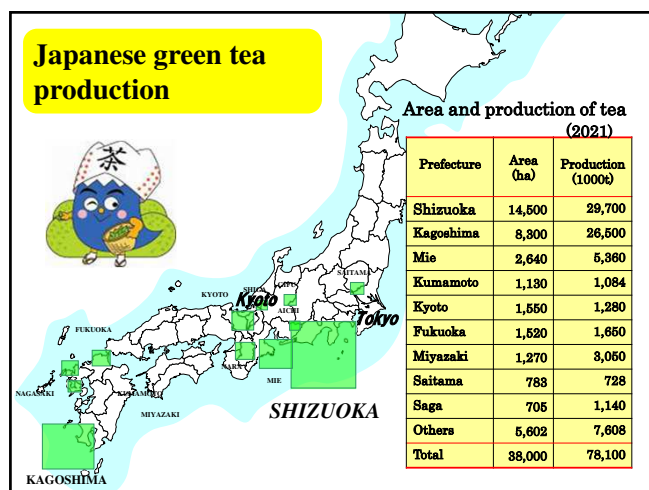 Japanese green tea
production
茶
Area and production of tea
(2021)
Prefecture Area (ha) Production (1000t)
Shizuoka 14,500 29,700
Kagoshima 8,300 26,500
Mie 2,640 5,360
Kumamoto 1,130 1,084
Kyoto 1,550 1,280
Fukuoka 1,520 1,650
Miyazaki 1,270 3,050
Saitama 783 728
Saga 705 1,140
Others 5,602 7,608
Total 38,000 78,100
SAITAMA
KYOTO
Kyoto
AICHI
Tokyo
FUKUOKA
NARA
MIE
SHIZUOKA
MIYAZAKI
KAGOSHIMA